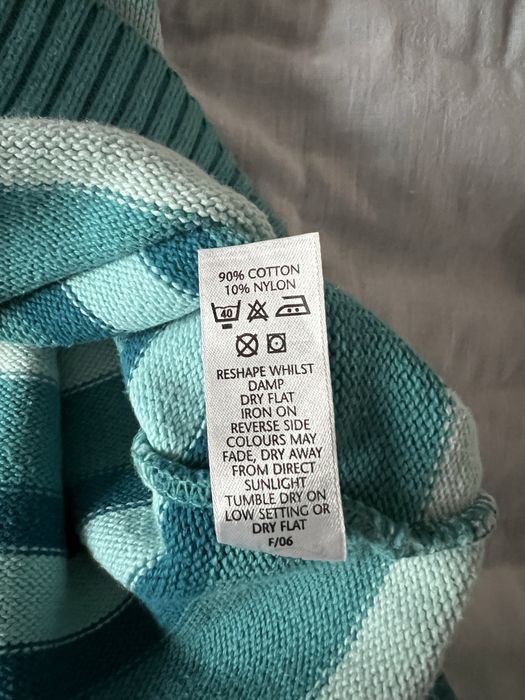 90% COTTON
10% NYLON
40
RESHAPE WHILST
DAMP
DRY FLAT
IRON ON
REVERSE SIDE
COLOURS MAY
FADE, DRY AWAY
FROM DIRECT
SUNLIGHT
TUMBLE DRY ON
LOW SETTING OR
DRY FLAT
F/06